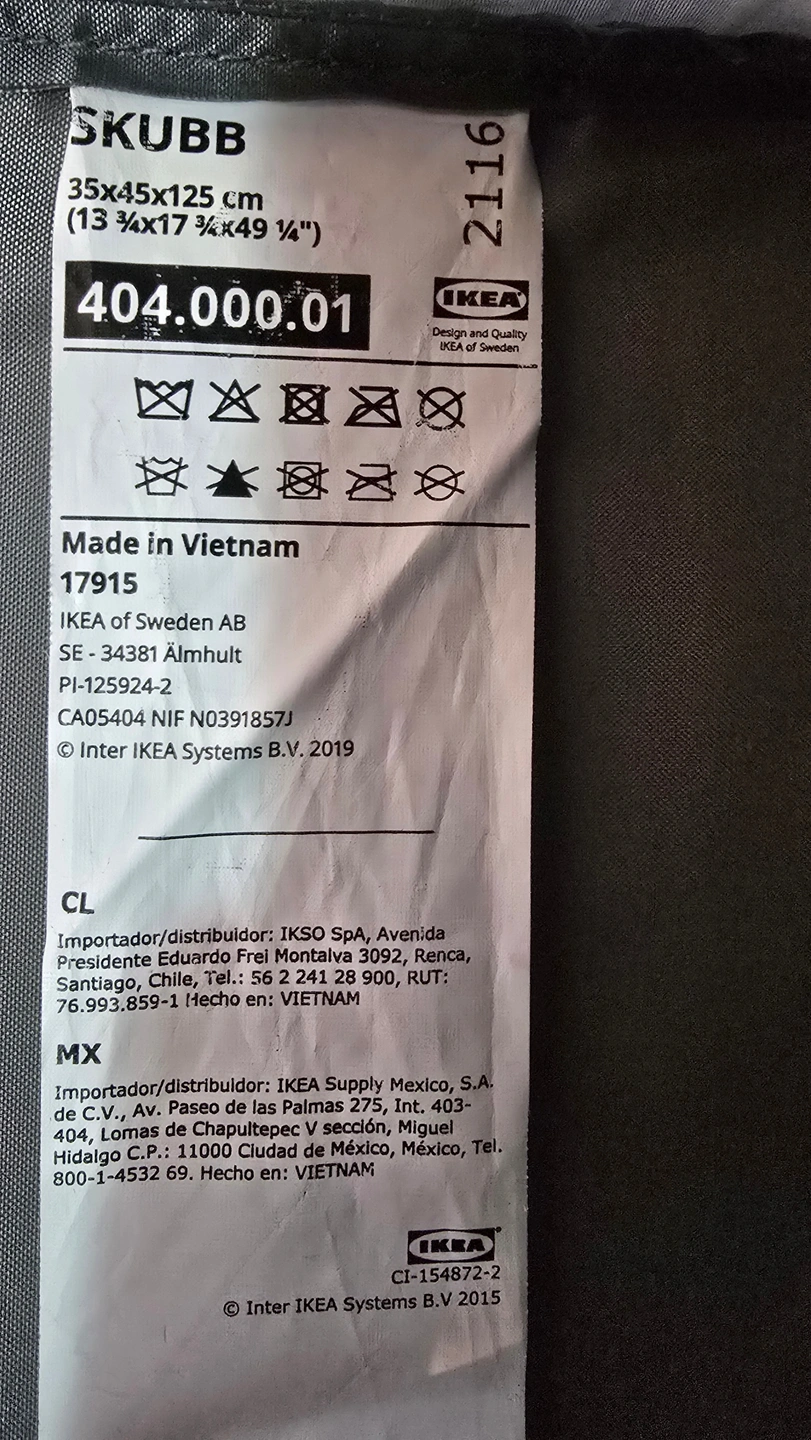 SKUBB
2116
35x45x125 cm
(13 ¾x17 ¾x49 ¼")
404.000.01
IKEA
Design and Quality
IKEA of Sweden
Made in Vietnam
17915
IKEA of Sweden AB
SE - 34381 Älmhult
PI-125924-2
CA05404 NIF N0391857J
© Inter IKEA Systems B.V. 2019
CL
Importador/distribuidor: IKSO SpA, Avenida
Presidente Eduardo Frei Montalva 3092, Renca,
Santiago, Chile, Tel.: 56 2 241 28 900, RUT:
76.993.859-1 Hecho en: VIETNAM
MX
Importador/distribuidor: IKEA Supply Mexico, S.A.
de C.V., Av. Paseo de las Palmas 275, Int. 403-
404, Lomas de Chapultepec V sección, Miguel
Hidalgo C.P.: 11000 Ciudad de México, México, Tel.
800-1-4532 69. Hecho en: VIETNAM
IKEA
CI-154872-2
© Inter IKEA Systems B.V 2015